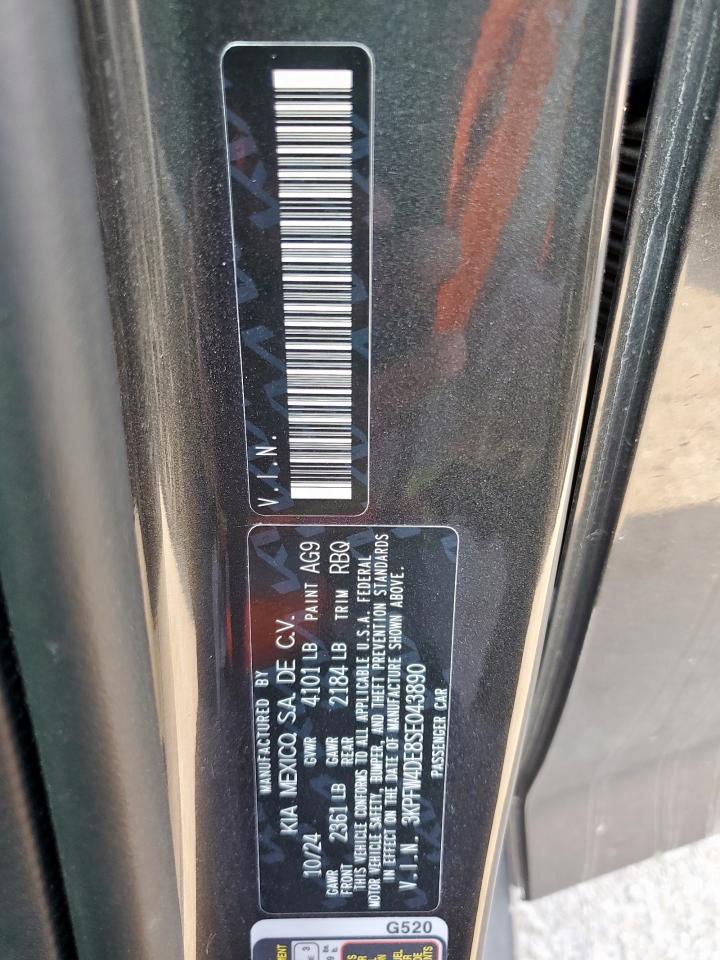 V.I.N.
MANUFACTURED BY
KIA MEXICO, S.A. DE C.V.
10/24 GVWR 4101 LB PAINT AG9
GAWR FRONT 2361 LB GAWR REAR 2184 LB TRIM RBQ
THIS VEHICLE CONFORMS TO ALL APPLICABLE U.S.A. FEDERAL
MOTOR VEHICLE SAFETY, BUMPER, AND THEFT PREVENTION STANDARDS
IN EFFECT ON THE DATE OF MANUFACTURE SHOWN ABOVE.
V.I.N. 3KPFW4DE8SE043890
PASSENGER CAR
G520